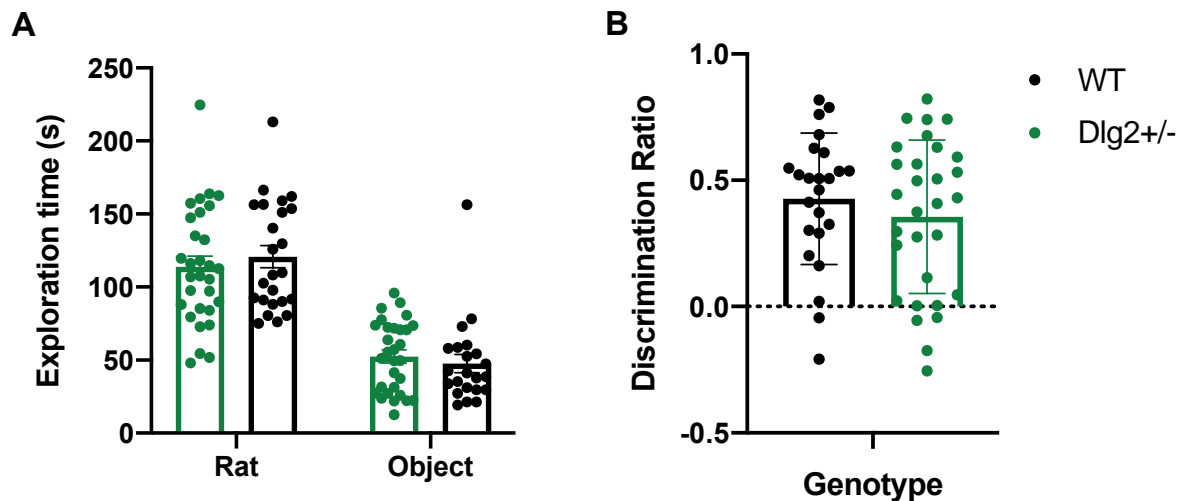 A
Exploration time (s)
250
200
150
100
50
0
Rat Object
B
Discrimination Ratio
1.0
0.5
0.0
-0.5
Genotype
WT
Dlg2+/-